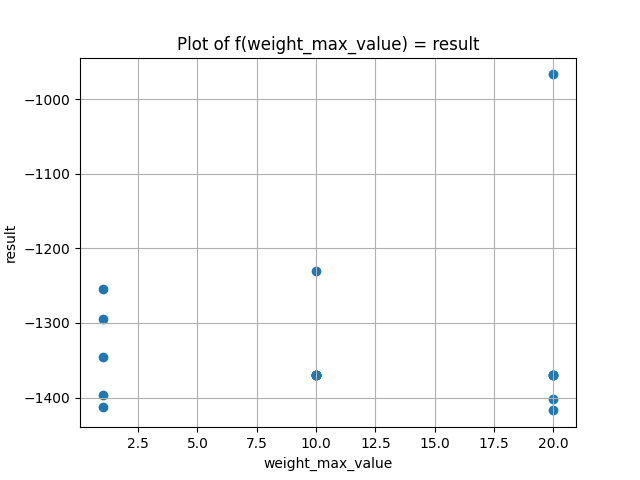 Plot of f(weight_max_value) = result
−1000
−1100
−1200
−1300
−1400
result
2.5 5.0 7.5 10.0 12.5 15.0 17.5 20.0
weight_max_value